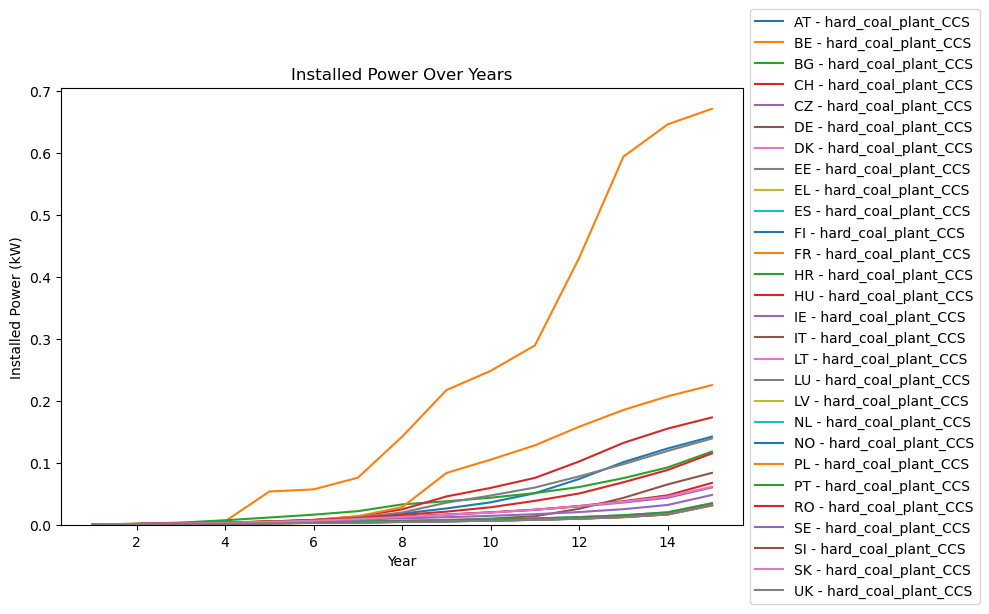 Installed Power Over Years
Installed Power (kW)
0.7
0.6
0.5
0.4
0.3
0.2
0.1
0.0
2 4 6 8 10 12 14
Year
AT - hard_coal_plant_CCS
BE - hard_coal_plant_CCS
BG - hard_coal_plant_CCS
CH - hard_coal_plant_CCS
CZ - hard_coal_plant_CCS
DE - hard_coal_plant_CCS
DK - hard_coal_plant_CCS
EE - hard_coal_plant_CCS
EL - hard_coal_plant_CCS
ES - hard_coal_plant_CCS
FI - hard_coal_plant_CCS
FR - hard_coal_plant_CCS
HR - hard_coal_plant_CCS
HU - hard_coal_plant_CCS
IE - hard_coal_plant_CCS
IT - hard_coal_plant_CCS
LT - hard_coal_plant_CCS
LU - hard_coal_plant_CCS
LV - hard_coal_plant_CCS
NL - hard_coal_plant_CCS
NO - hard_coal_plant_CCS
PL - hard_coal_plant_CCS
PT - hard_coal_plant_CCS
RO - hard_coal_plant_CCS
SE - hard_coal_plant_CCS
SI - hard_coal_plant_CCS
SK - hard_coal_plant_CCS
UK - hard_coal_plant_CCS